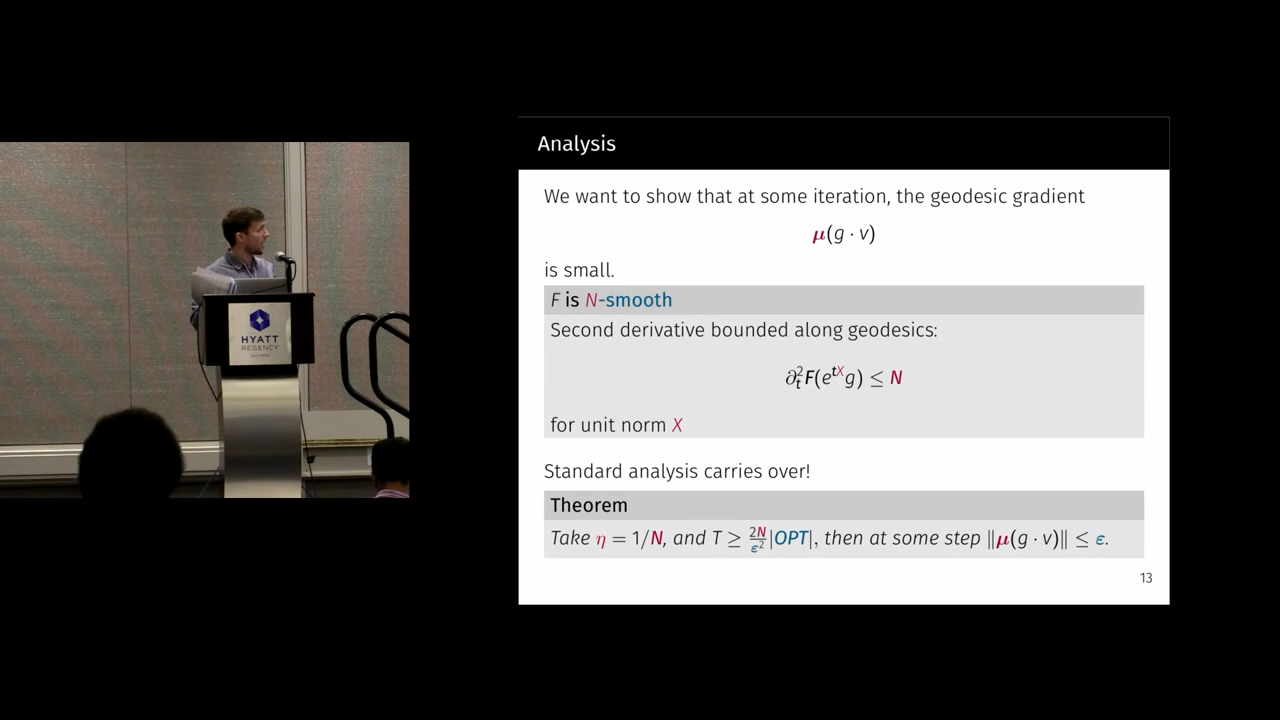 Analysis
We want to show that at some iteration, the geodesic gradient
μ(g · v)
is small.
F is N-smooth
Second derivative bounded along geodesics:
∂²ₜF(eᵗˣg) ≤ N
for unit norm X
Standard analysis carries over!
Theorem
Take η = 1/N, and T ≥ 2N/ε² |OPT|, then at some step ‖μ(g · v)‖ ≤ ε.
13
HYATT
REGENCY